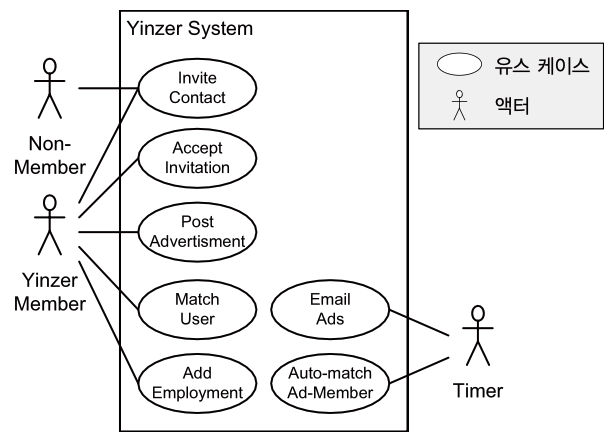 Yinzer System
유스 케이스
액터
Non-
Member
Yinzer
Member
Timer
Invite
Contact
Accept
Invitation
Post
Advertisment
Match
User
Email
Ads
Add
Employment
Auto-match
Ad-Member